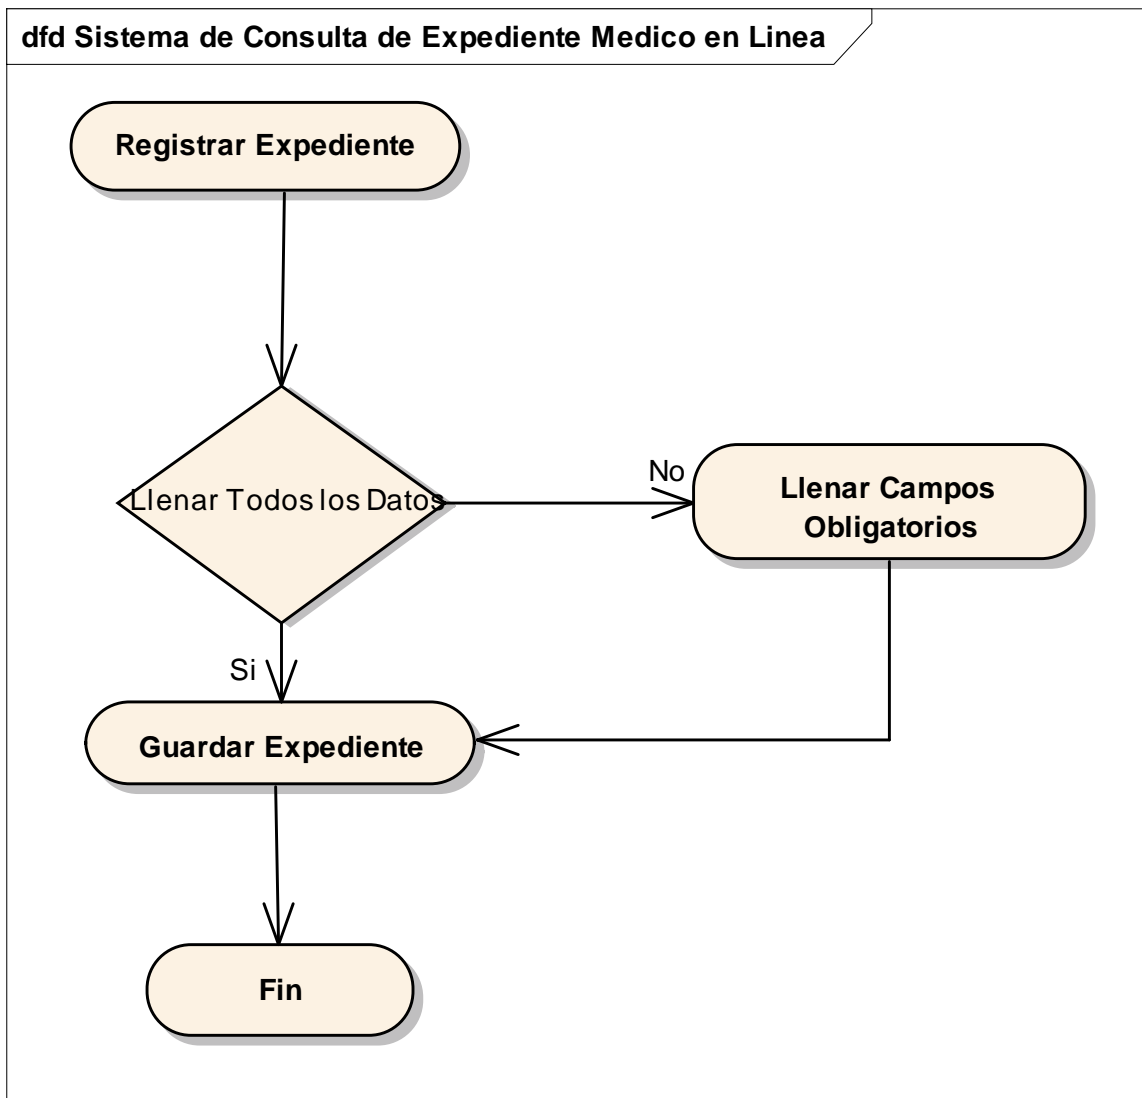 dfd Sistema de Consulta de Expediente Medico en Linea
Registrar Expediente
Llenar Todos los Datos
No
Llenar Campos
Obligatorios
Si
Guardar Expediente
Fin